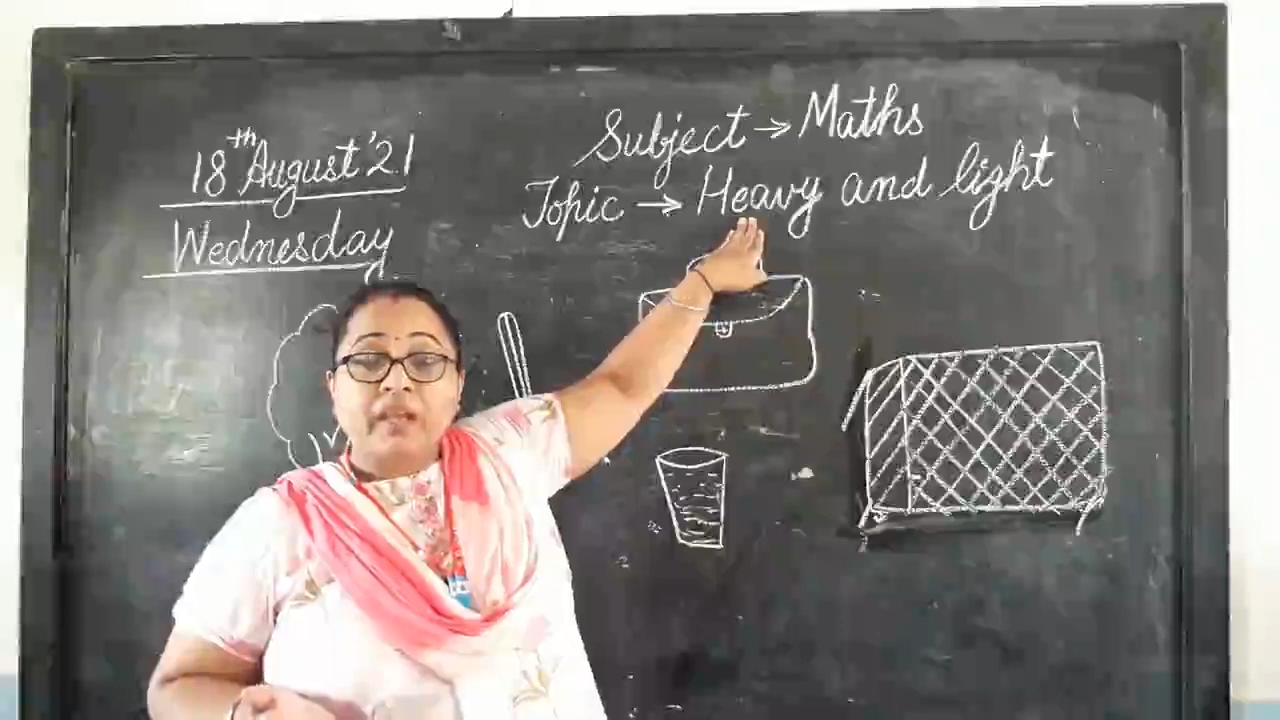 18th August'21
Wednesday
Subject → Maths
Topic → Heavy and light